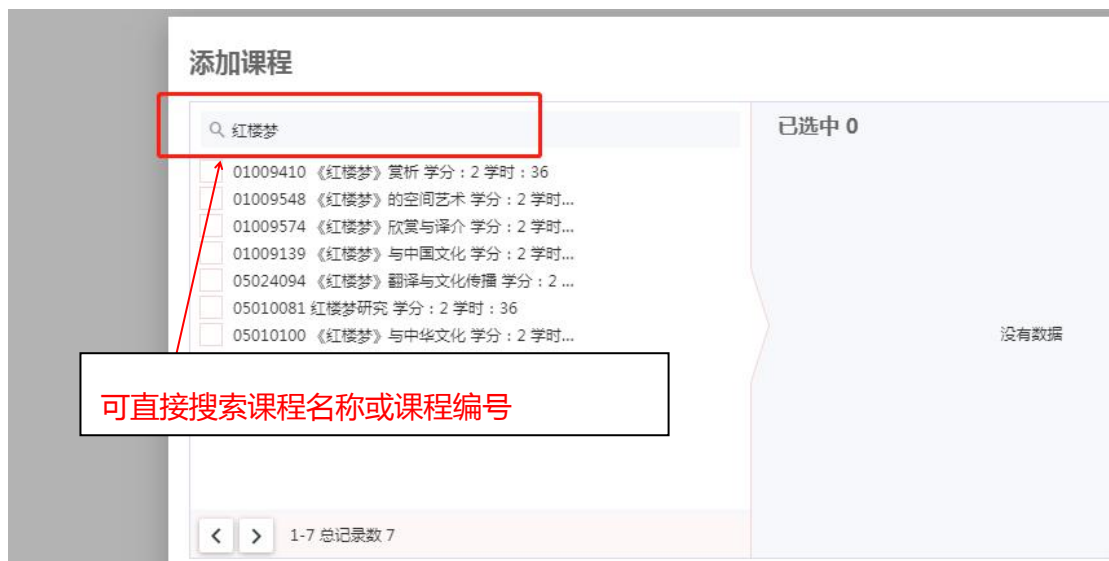 添加课程
红楼梦
已选中 0
01009410 《红楼梦》赏析 学分：2 学时：36
01009548 《红楼梦》的空间艺术 学分：2 学时...
01009574 《红楼梦》欣赏与译介 学分：2 学时...
01009139 《红楼梦》与中国文化 学分：2 学时...
05024094 《红楼梦》翻译与文化传播 学分：2 ...
05010081 红楼梦研究 学分：2 学时：36
05010100 《红楼梦》与中华文化 学分：2 学时...
没有数据
可直接搜索课程名称或课程编号
1-7 总记录数 7